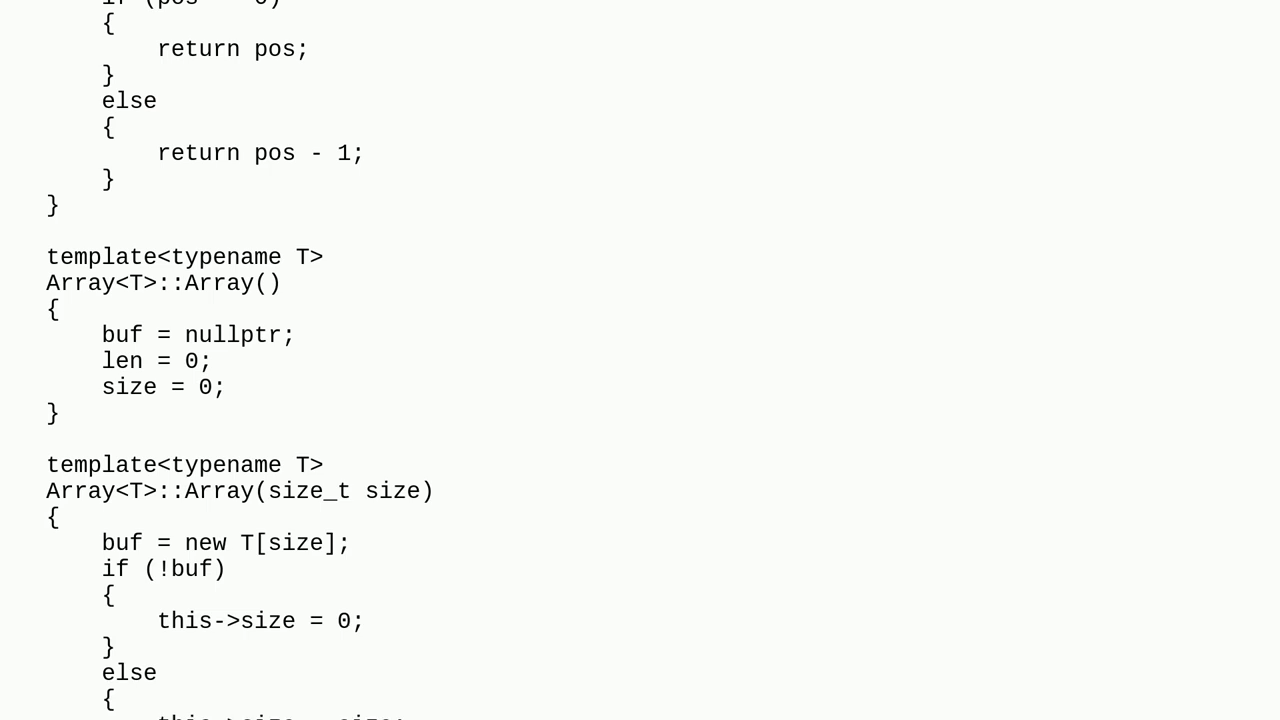 {
return pos;
}
else
{
return pos - 1;
}
}
template<typename T>
Array<T>::Array()
{
buf = nullptr;
len = 0;
size = 0;
}
template<typename T>
Array<T>::Array(size_t size)
{
buf = new T[size];
if (!buf)
{
this->size = 0;
}
else
{